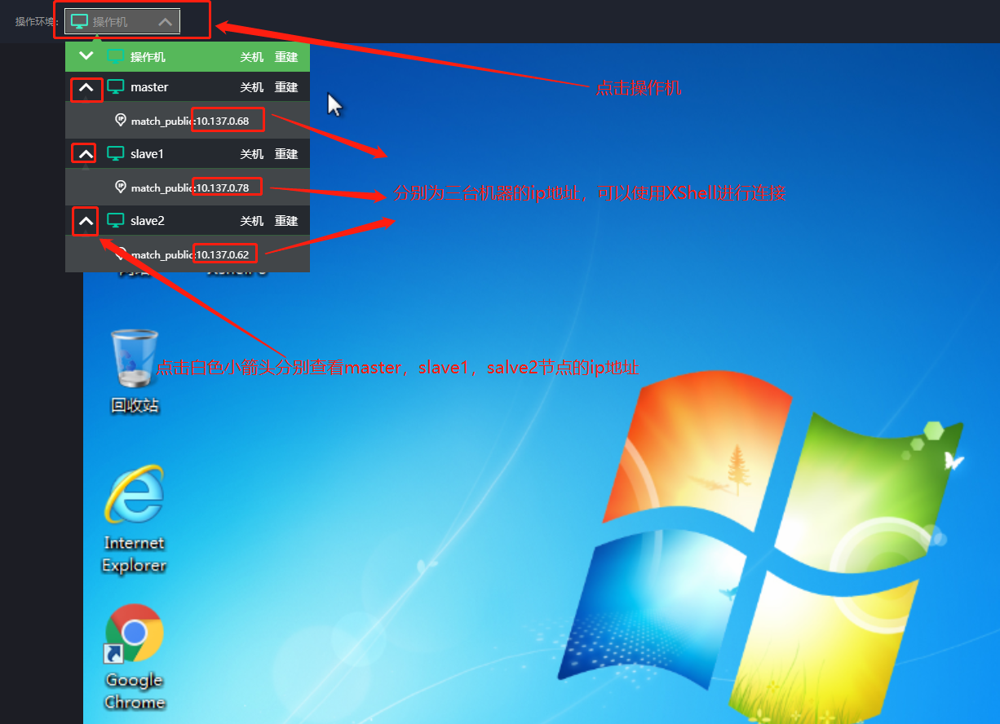 操作环境:
操作机
操作机 关机 重建
点击操作机
master 关机 重建
match_public:10.137.0.68
slave1 关机 重建
match_public:10.137.0.78
分别为三台机器的ip地址，可以使用XShell进行连接
slave2 关机 重建
match_public:10.137.0.62
点击白色小箭头分别查看master，slave1，salve2节点的ip地址
回收站
Internet
Explorer
Google
Chrome